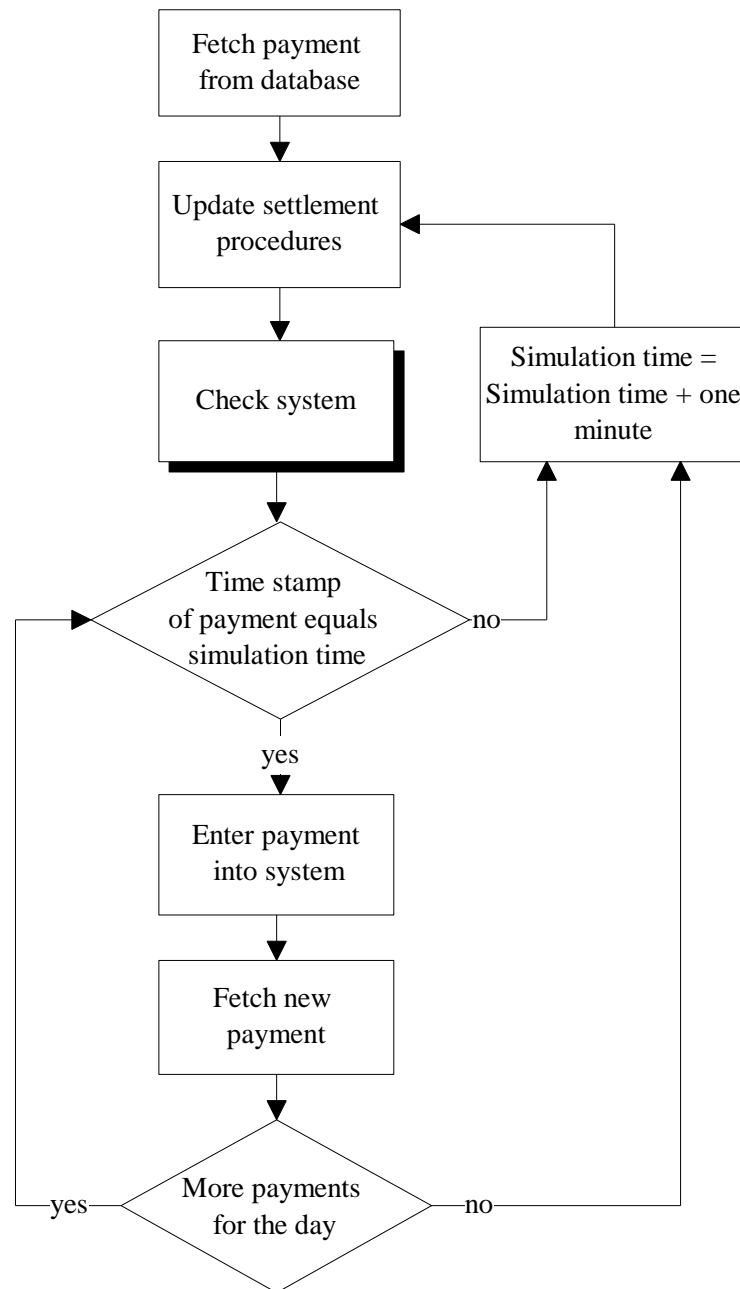 Fetch payment
from database
Update settlement
procedures
Check system
Simulation time =
Simulation time + one
minute
Time stamp
of payment equals
simulation time
no
yes
Enter payment
into system
Fetch new
payment
More payments
for the day
yes
no